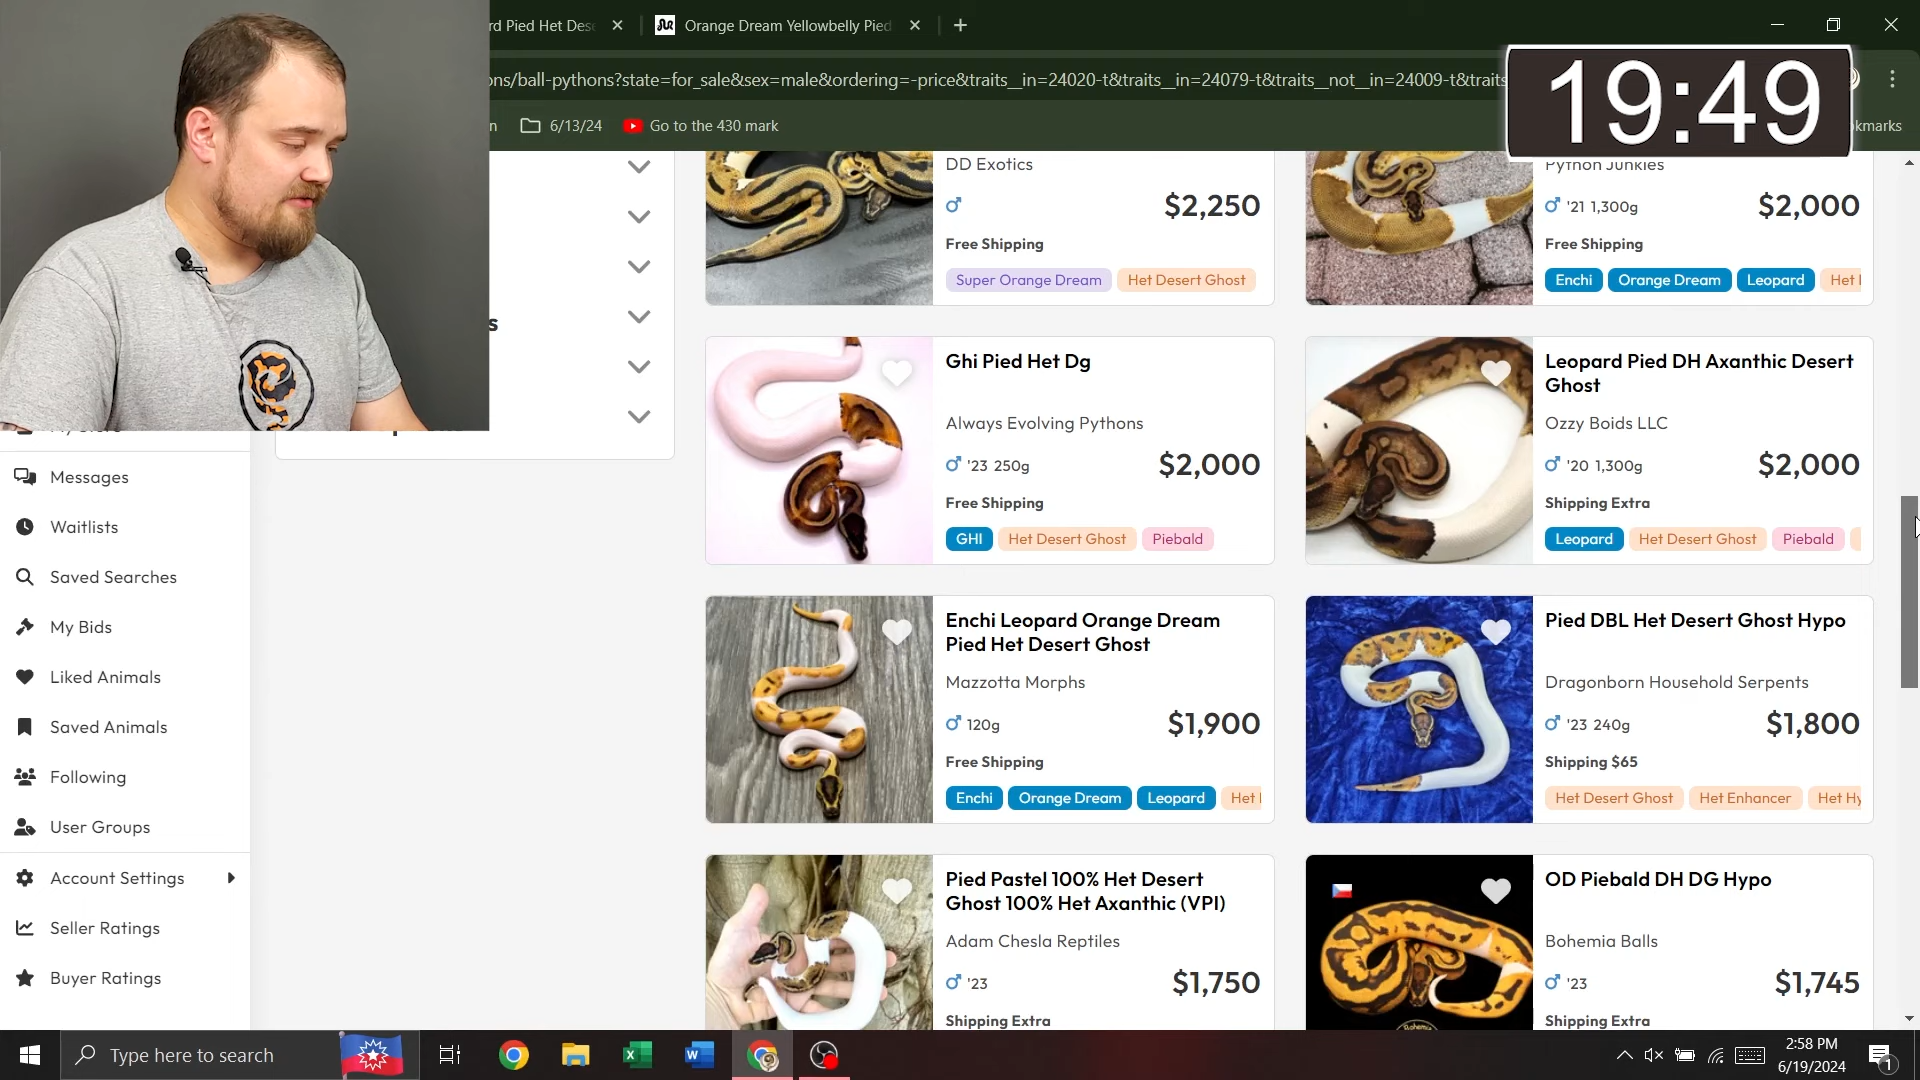 rd Pied Het Des
Orange Dream Yellowbelly Pied
ons/ball-pythons?state=for_sale&sex=male&ordering=-price&traits__in=24020-t&traits__in=24079-t&traits__not_in=24009-t&traits
19:49
n
6/13/24
Go to the 430 mark
kmarks
DD Exotics
$2,250
Free Shipping
Super Orange Dream
Het Desert Ghost
Python Junkies
'21 1,300g
$2,000
Free Shipping
Enchi
Orange Dream
Leopard
Het
s
Ghi Pied Het Dg
Always Evolving Pythons
'23 250g
$2,000
Free Shipping
GHI
Het Desert Ghost
Piebald
Leopard Pied DH Axanthic Desert
Ghost
Ozzy Boids LLC
'20 1,300g
$2,000
Shipping Extra
Leopard
Het Desert Ghost
Piebald
Messages
Waitlists
Saved Searches
My Bids
Liked Animals
Saved Animals
Following
User Groups
Account Settings
Seller Ratings
Buyer Ratings
Enchi Leopard Orange Dream
Pied Het Desert Ghost
Mazzotta Morphs
120g
$1,900
Free Shipping
Enchi
Orange Dream
Leopard
Het
Pied DBL Het Desert Ghost Hypo
Dragonborn Household Serpents
'23 240g
$1,800
Shipping $65
Het Desert Ghost
Het Enhancer
Het Hy
Pied Pastel 100% Het Desert
Ghost 100% Het Axanthic (VPI)
Adam Chesla Reptiles
'23
$1,750
Shipping Extra
OD Piebald DH DG Hypo
Bohemia Balls
'23
$1,745
Shipping Extra
Type here to search
2:58 PM
6/19/2024
1